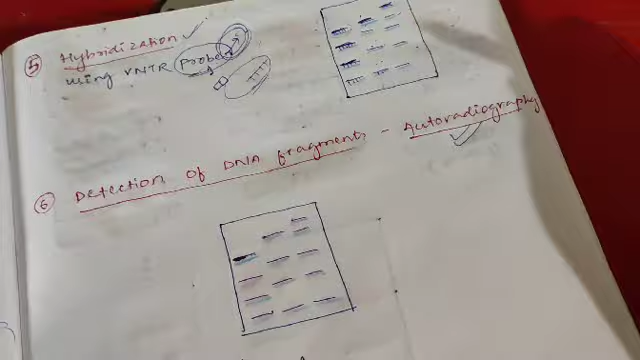 ⑤ Hybridization ✓
using VNTR Probe
⑥ Detection of DNA fragments - Autoradiography